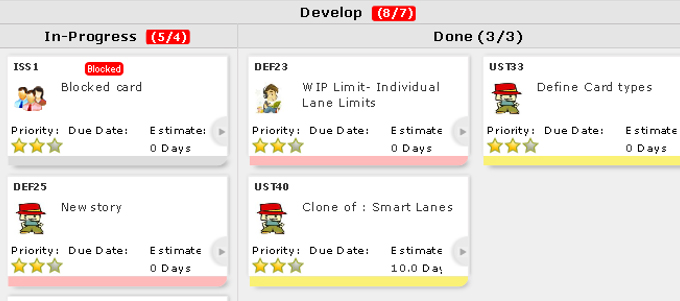 Develop (8/7)
In-Progress (5/4)
Done (3/3)
ISS1
Blocked
Blocked card
Priority: Due Date: Estimate:
0 Days
DEF25
New story
Priority: Due Date: Estimate
0 Days
DEF23
WIP Limit- Individual
Lane Limits
Priority: Due Date: Estimate
0 Days
UST40
Clone of : Smart Lanes
Priority: Due Date: Estimate
10.0 Day
UST33
Define Card types
Priority: Due Date: Estimate
0 Days